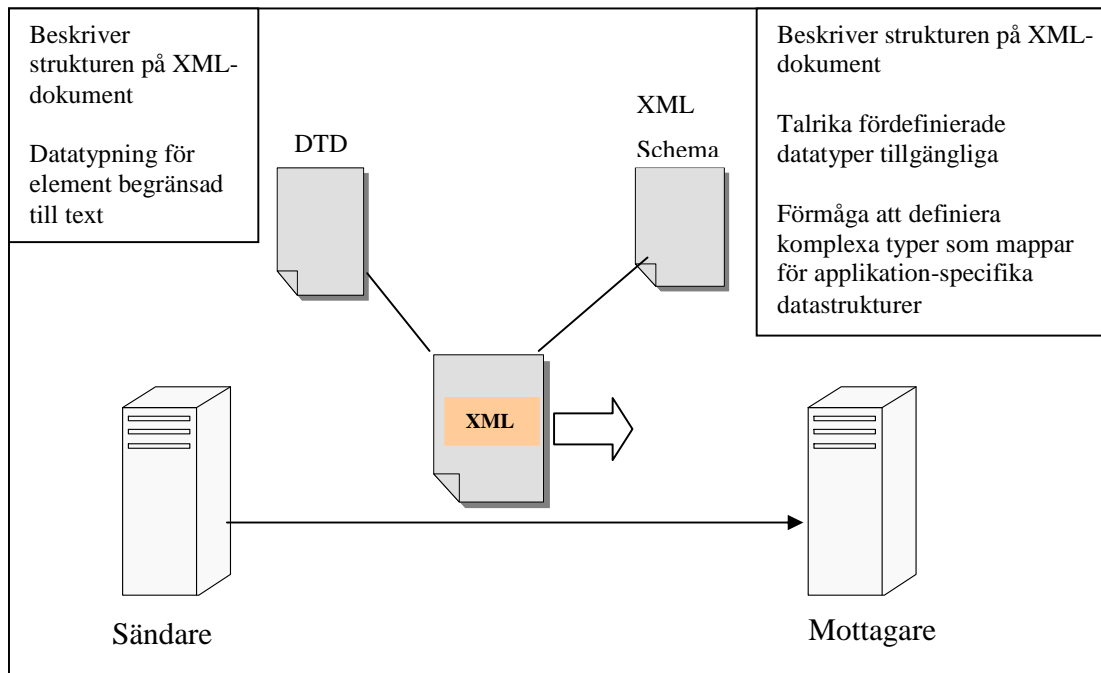 Beskriver
strukturen på XML-
dokument
Datatypning för
element begränsad
till text
DTD
XML
Schema
Beskriver strukturen på XML-
dokument
Talrika fördefinierade
datatyper tillgängliga
Förmåga att definiera
komplexa typer som mappar
för applikation-specifika
datastrukturer
XML
Sändare
Mottagare